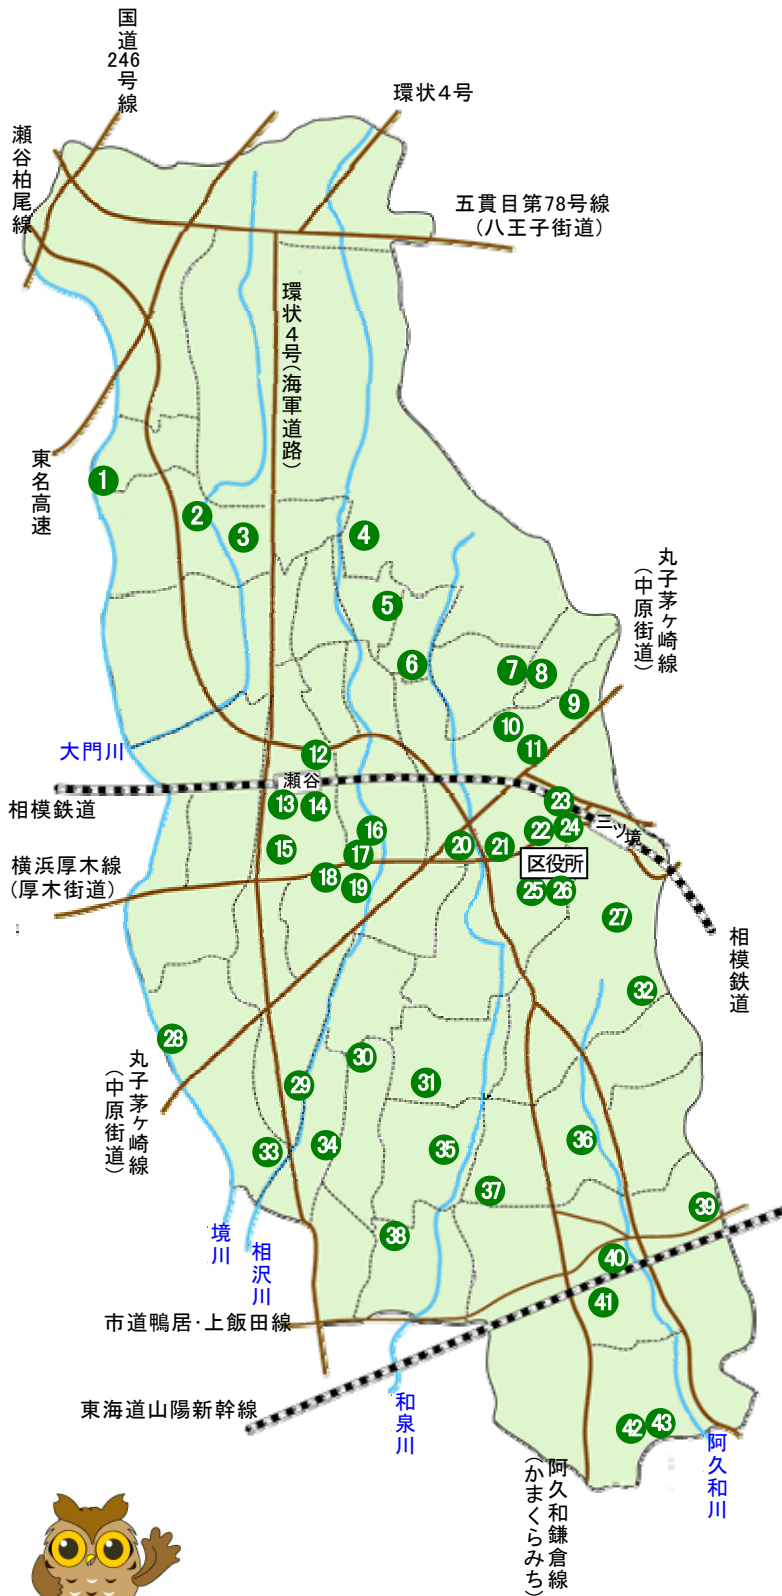 国道246号線
環状4号
瀬谷柏尾線
五貫目第78号線
(八王子街道)
環状4号(海軍道路)
東名高速
1
2
3
4
5
丸子茅ヶ崎線
(中原街道)
6
7
8
9
10
11
大門川
12
瀬谷
相模鉄道
13
14
23
三ツ境
16
22
24
15
17
20
21
横浜厚木線
(厚木街道)
区役所
18
19
25
26
27
相模鉄道
32
28
30
丸子茅ヶ崎線
(中原街道)
29
31
33
34
35
36
37
39
境川
相沢川
38
40
41
市道鴨居・上飯田線
東海道山陽新幹線
和泉川
42
43
阿久和川
阿久和鎌倉線
(かまくらみち)